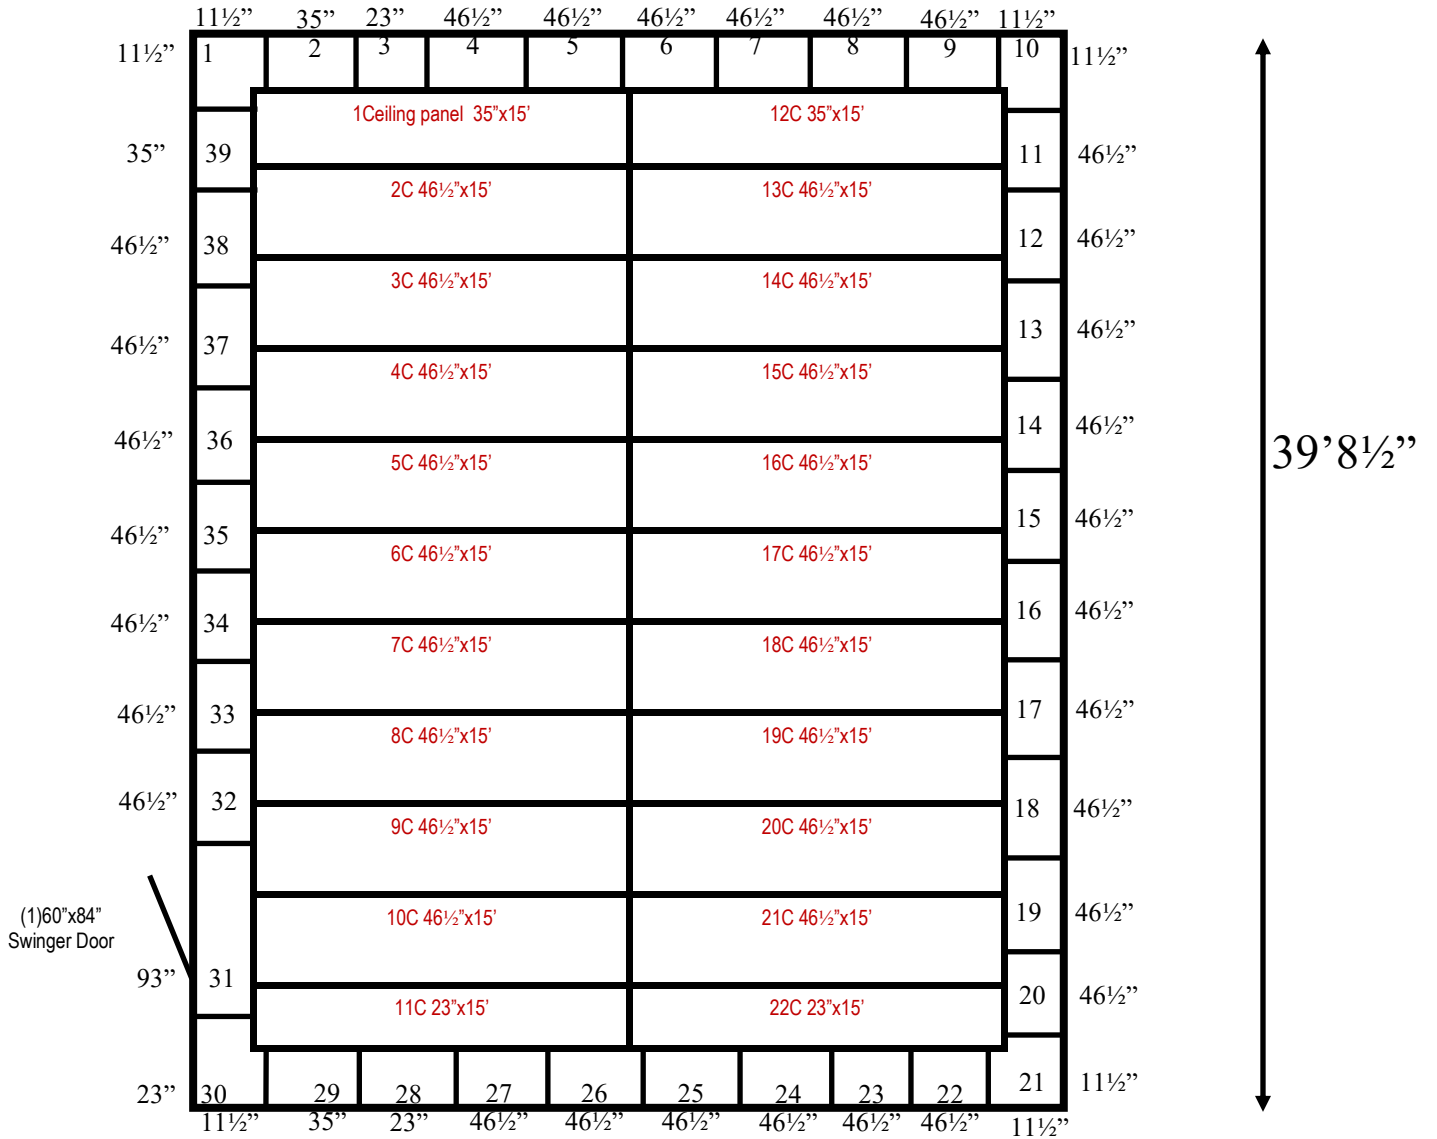 11½” 35” 23” 46½” 46½” 46½” 46½” 46½” 46½” 11½”
11½” 1 2 3 4 5 6 7 8 9 10 11½”
1Ceiling panel 35”x15’ 12C 35”x15’
35” 39 11 46½”
2C 46½”x15’ 13C 46½”x15’
46½” 38 12 46½”
3C 46½”x15’ 14C 46½”x15’
46½” 37 13 46½”
4C 46½”x15’ 15C 46½”x15’
46½” 36 14 46½” 39’8½”
5C 46½”x15’ 16C 46½”x15’
46½” 35 15 46½”
6C 46½”x15’ 17C 46½”x15’
46½” 34 16 46½”
7C 46½”x15’ 18C 46½”x15’
46½” 33 17 46½”
8C 46½”x15’ 19C 46½”x15’
46½” 32 18 46½”
9C 46½”x15’ 20C 46½”x15’
(1)60”x84”
Swinger Door
10C 46½”x15’ 21C 46½”x15’
19 46½”
93” 31 20 46½”
11C 23”x15’ 22C 23”x15’
23” 30 29 28 27 26 25 24 23 22 21 11½”
11½” 35” 23” 46½” 46½” 46½” 46½” 46½” 46½” 11½”